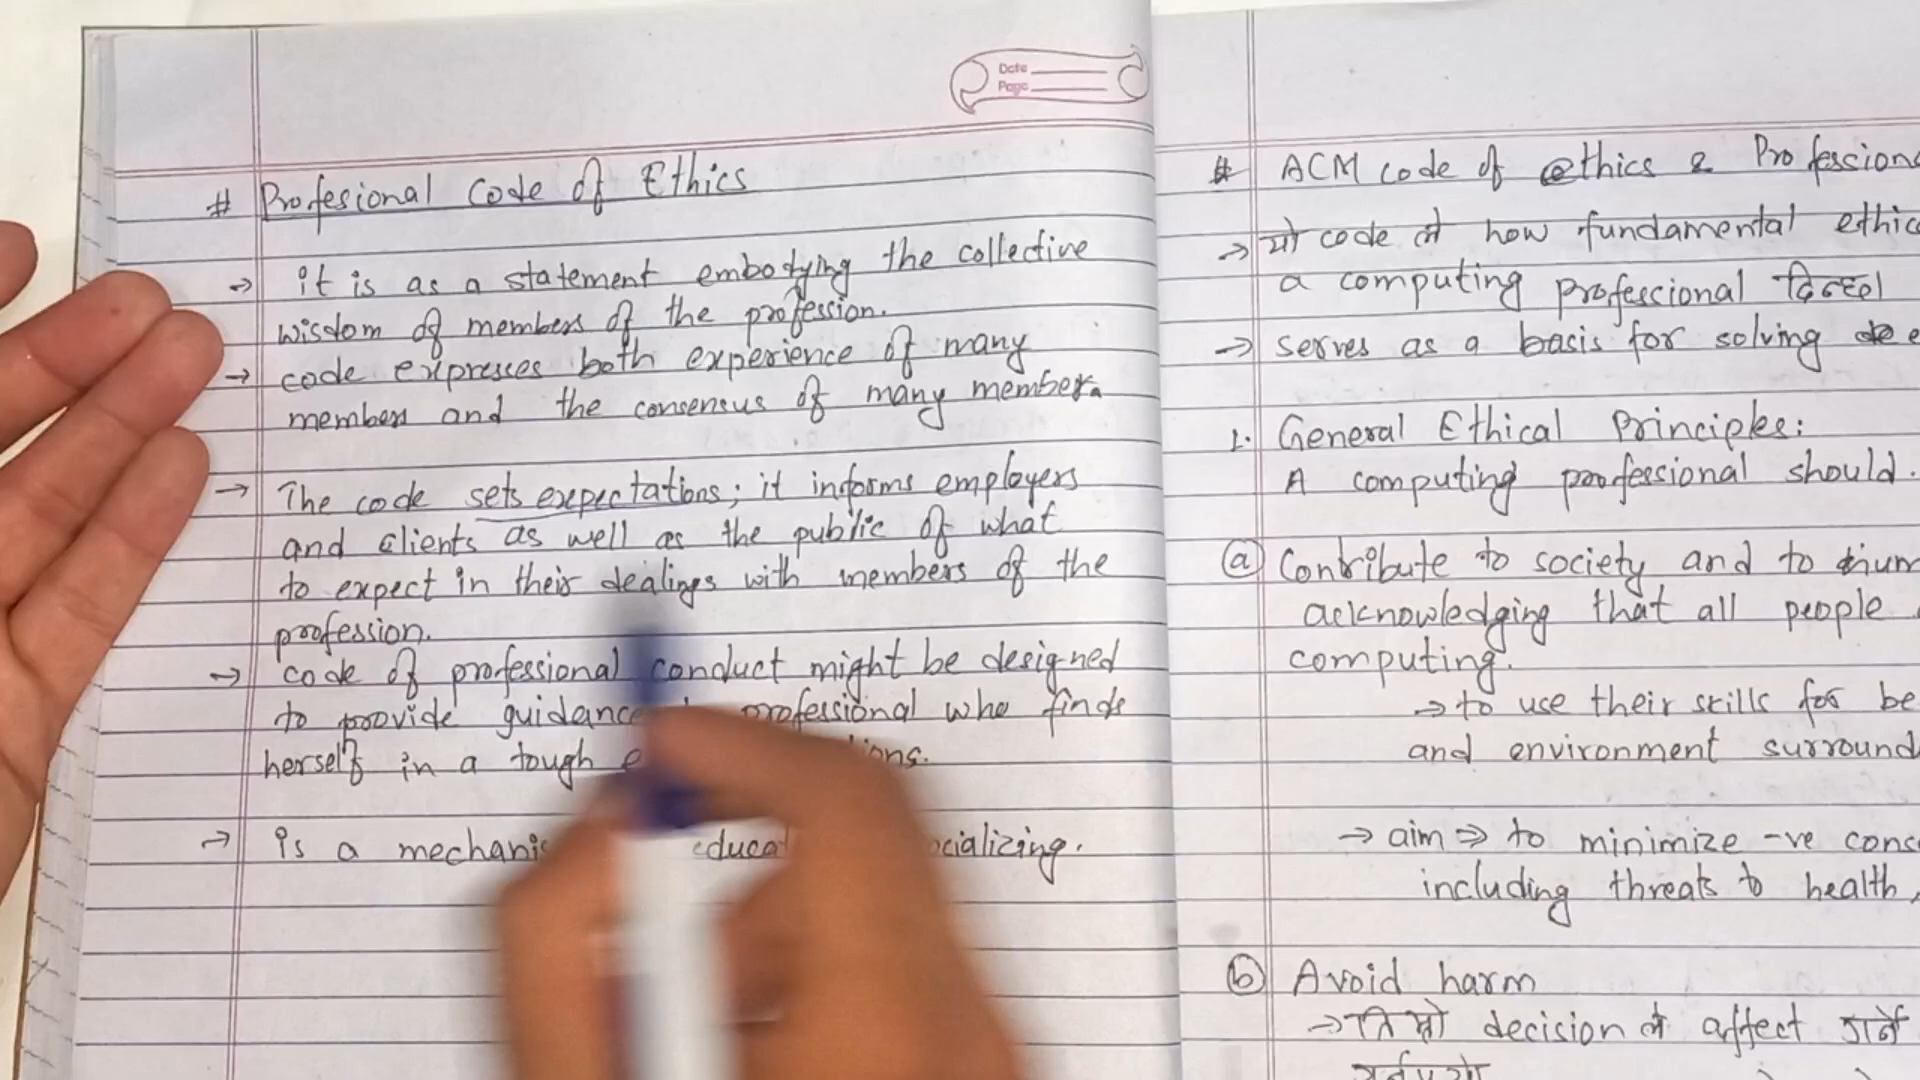 Date
Page
# Profesional Code of Ethics
→ it is as a statement embodying the collective
wisdom of members of the profession.
→ code expresses both experience of many
members and the consensus of many members.
→ The code sets expectations; it informs employers
and clients as well as the public of what
to expect in their dealings with members of the
profession.
→ code of professional conduct might be designed
to provide guidance professional who finds
herself in a tough
→ is a
# ACM code of ethics & Profession
→ यो code ले how fundamental ethic
a computing professional
→ serves as a basis for solving
1. General Ethical Principles:
A computing professional should.
(a) Contribute to society and to
acknowledging that all people
computing.
→ to use their skills for be
and environment surround
→ aim ⇒ to minimize -ve cons
including threats to health,
(b) Avoid harm
→ decision ले affect गर्ने